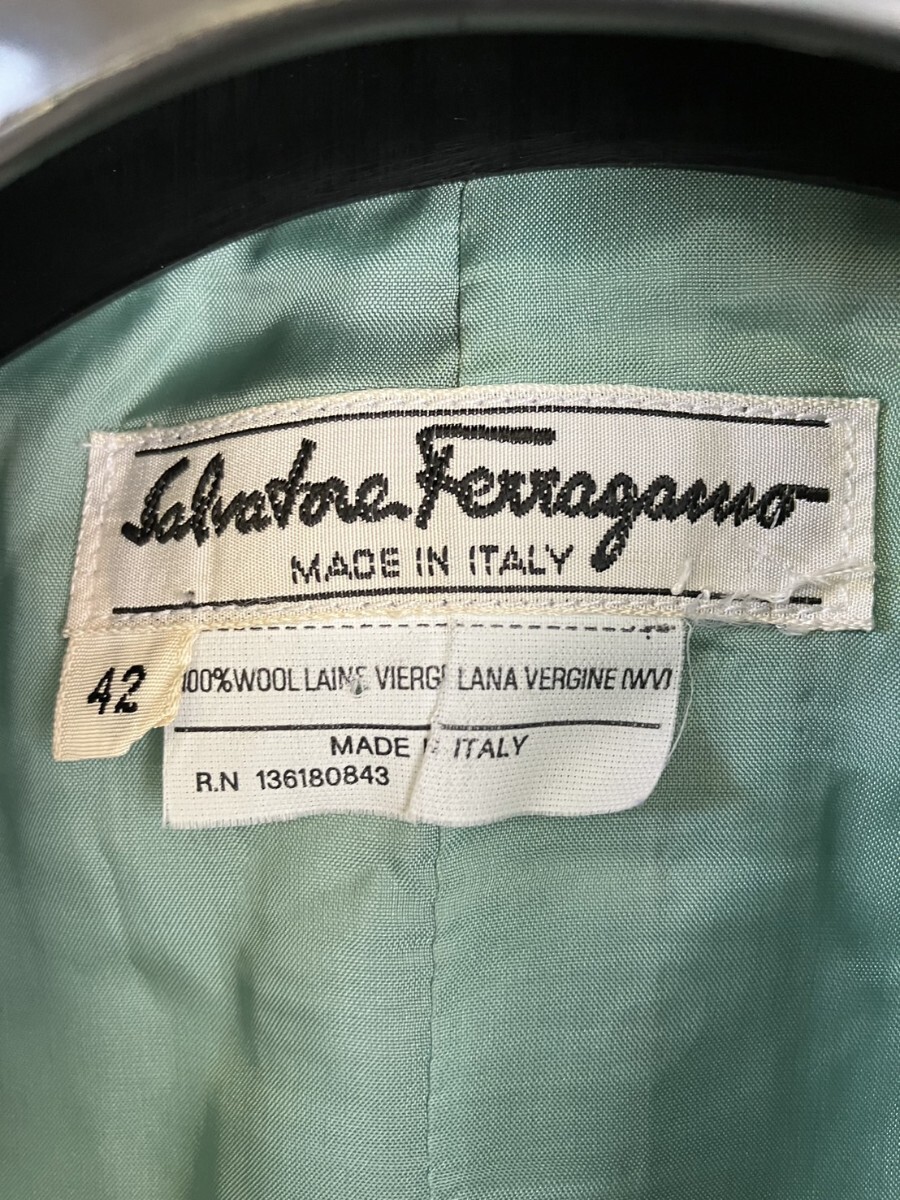 Salvatore Ferragamo
MADE IN ITALY
42
100% WOOL LAINE VIERGE LANA VERGINE (WV)
MADE IN ITALY
R.N 136180843